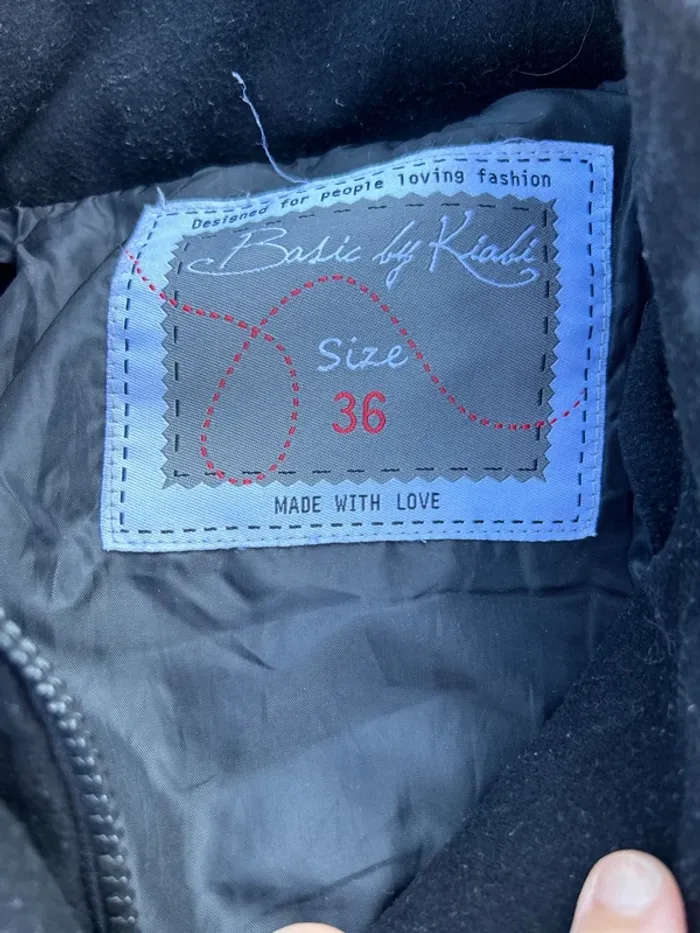 Designed for people loving fashion
Basic by Kiabi
Size
36
MADE WITH LOVE